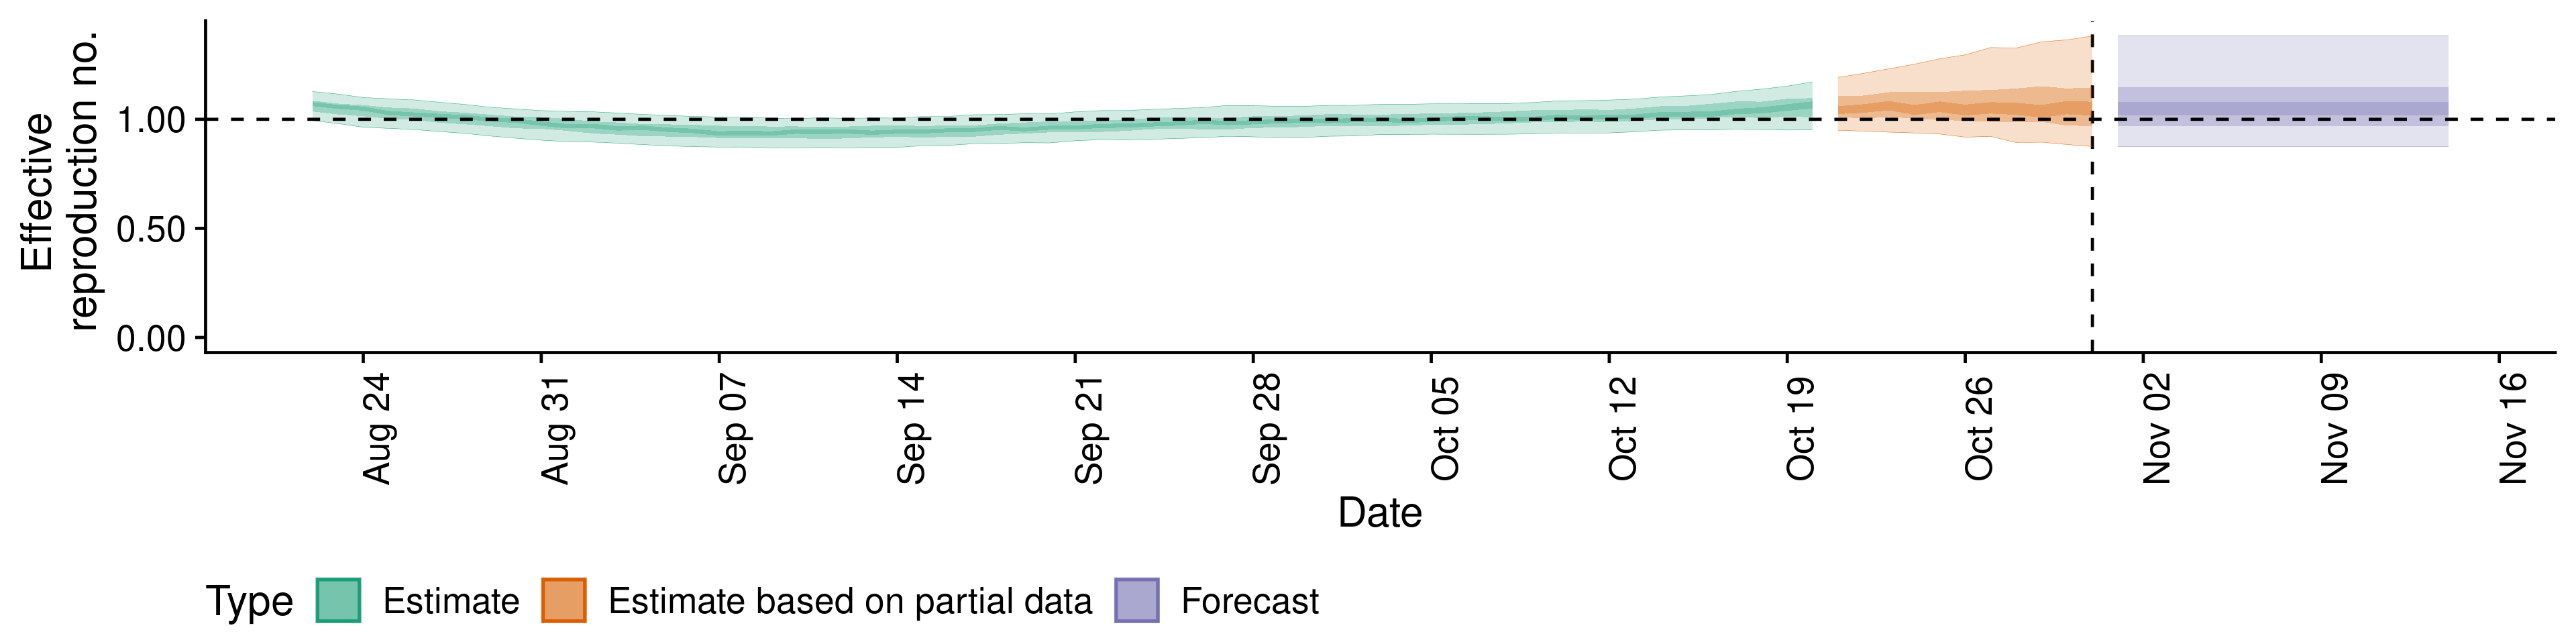 Effective
reproduction no.
1.00
0.50
0.00
Aug 24
Aug 31
Sep 07
Sep 14
Sep 21
Sep 28
Oct 05
Oct 12
Oct 19
Oct 26
Nov 02
Nov 09
Nov 16
Date
Type Estimate Estimate based on partial data Forecast